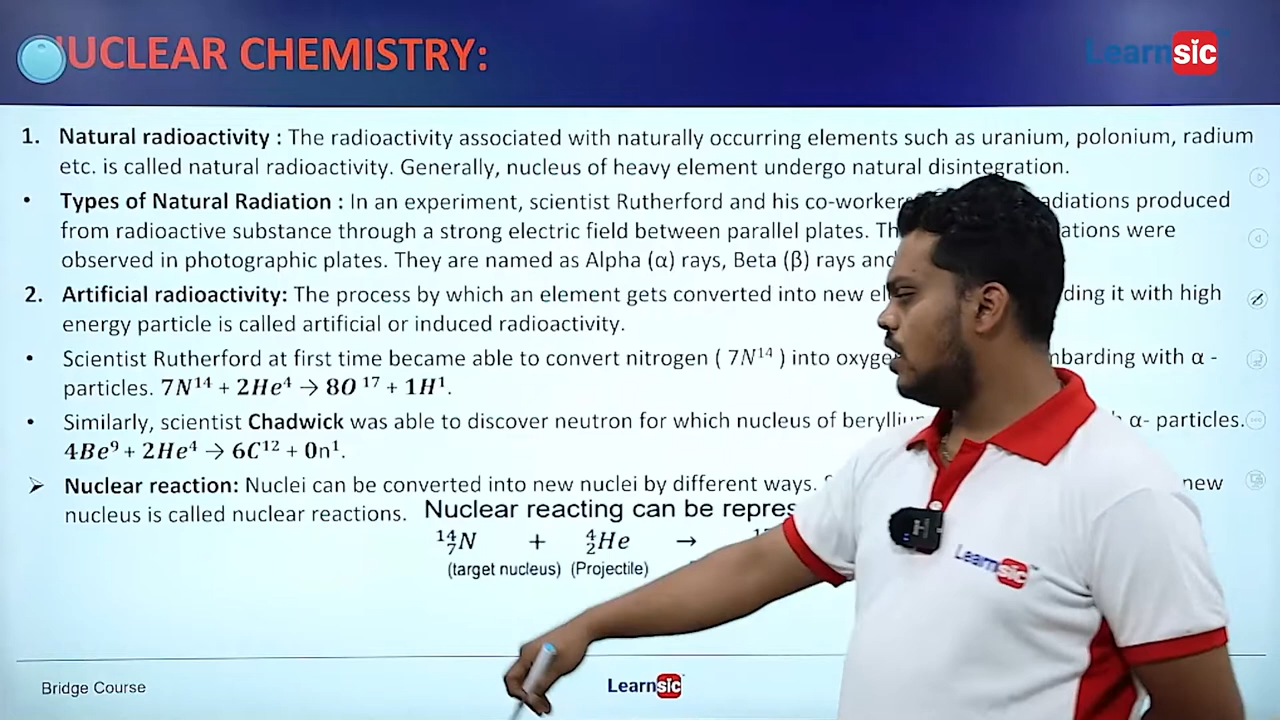 NUCLEAR CHEMISTRY:
Learnsic
1. Natural radioactivity : The radioactivity associated with naturally occurring elements such as uranium, polonium, radium
etc. is called natural radioactivity. Generally, nucleus of heavy element undergo natural disintegration.
• Types of Natural Radiation : In an experiment, scientist Rutherford and his co-worker adiations produced
from radioactive substance through a strong electric field between parallel plates. ations were
observed in photographic plates. They are named as Alpha (α) rays, Beta (β) rays and
2. Artificial radioactivity: The process by which an element gets converted into new el ding it with high
energy particle is called artificial or induced radioactivity.
• Scientist Rutherford at first time became able to convert nitrogen ( 7N¹⁴ ) into oxyge mbarding with α -
particles. 7N¹⁴ + 2He⁴ → 8O ¹⁷ + 1H¹.
• Similarly, scientist Chadwick was able to discover neutron for which nucleus of berylliu α- particles.
4Be⁹ + 2He⁴ → 6C¹² + 0n¹.
➢ Nuclear reaction: Nuclei can be converted into new nuclei by different ways. new
nucleus is called nuclear reactions. Nuclear reacting can be repres
¹⁴₇N + ⁴₂He →
(target nucleus) (Projectile)
Learnsic
Bridge Course
Learnsic